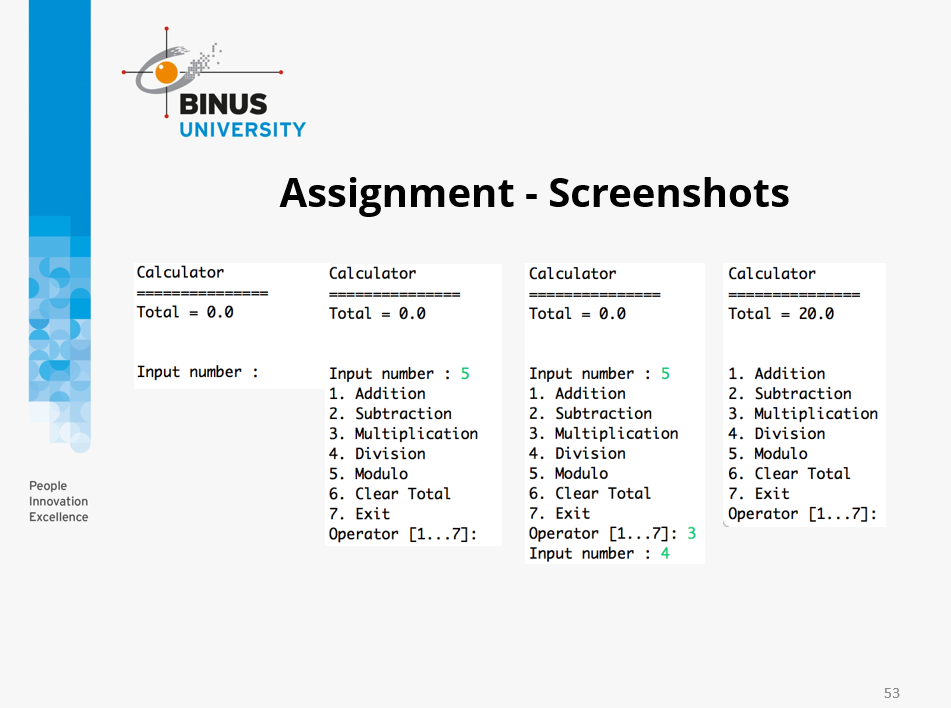 BINUS
UNIVERSITY
Assignment - Screenshots
Calculator
===============
Total = 0.0
Input number :
Calculator
===============
Total = 0.0
Input number : 5
1. Addition
2. Subtraction
3. Multiplication
4. Division
5. Modulo
6. Clear Total
7. Exit
Operator [1...7]:
Calculator
===============
Total = 0.0
Input number : 5
1. Addition
2. Subtraction
3. Multiplication
4. Division
5. Modulo
6. Clear Total
7. Exit
Operator [1...7]: 3
Input number : 4
Calculator
===============
Total = 20.0
1. Addition
2. Subtraction
3. Multiplication
4. Division
5. Modulo
6. Clear Total
7. Exit
Operator [1...7]:
People
Innovation
Excellence
53